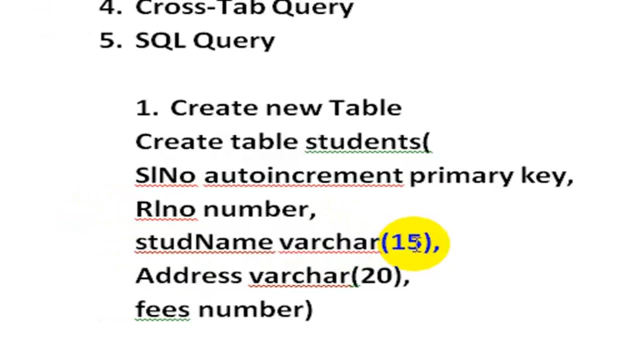 4. Cross-Tab Query
5. SQL Query
1. Create new Table
Create table students(
SlNo autoincrement primary key,
Rlno number,
studName varchar(15),
Address varchar(20),
fees number)